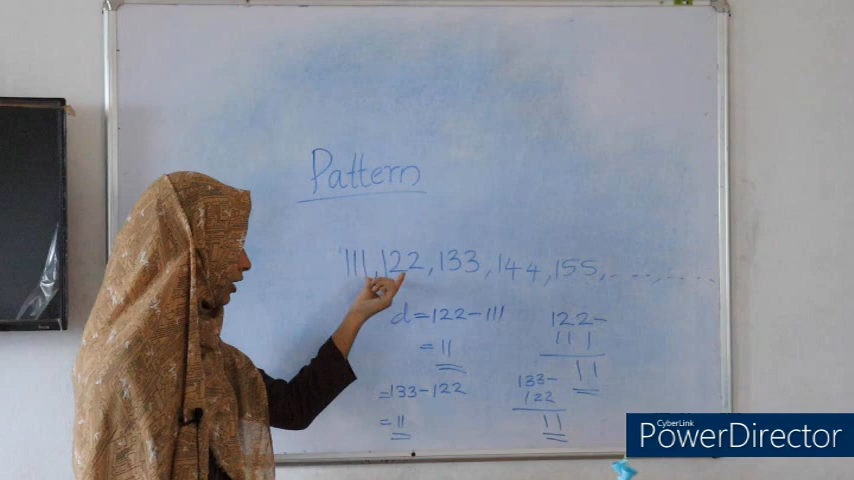 Pattern
111, 122, 133, 144, 155, ----, ----
d = 122 - 111
= 11
= 133 - 122
= 11
122 -
111
11
133 -
122
11
CyberLink
PowerDirector